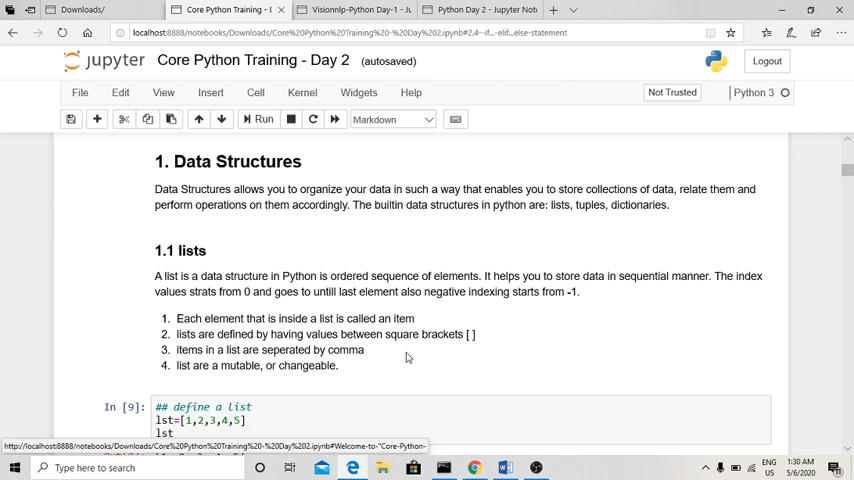 Downloads/
Core Python Training - D
Visionnlp-Python Day-1 - Ju
Python Day 2 - Jupyter Note
localhost:8888/notebooks/Downloads/Core%20Python%20Training%20-%20Day%202.ipynb#2.4--if...-elif...else-statement
jupyter Core Python Training - Day 2 (autosaved)
Logout
File Edit View Insert Cell Kernel Widgets Help
Not Trusted
Python 3
Run
Markdown
1. Data Structures
Data Structures allows you to organize your data in such a way that enables you to store collections of data, relate them and
perform operations on them accordingly. The builtin data structures in python are: lists, tuples, dictionaries.
1.1 lists
A list is a data structure in Python is ordered sequence of elements. It helps you to store data in sequential manner. The index
values strats from 0 and goes to untill last element also negative indexing starts from -1.
1. Each element that is inside a list is called an item
2. lists are defined by having values between square brackets [ ]
3. items in a list are seperated by comma
4. list are a mutable, or changeable.
In [9]: ## define a list
lst=[1,2,3,4,5]
lst
http://localhost:8888/notebooks/Downloads/Core%20Python%20Training%20-%20Day%202.ipynb#Welcome-to-"Core-Python-
Type here to search
ENG
US
1:30 AM
5/6/2020